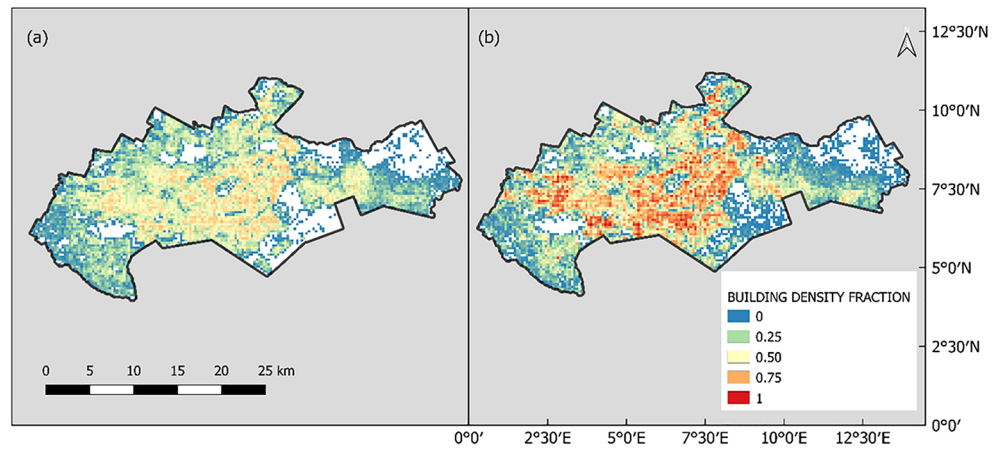 (a)
(b)
12°30'N
10°0'N
7°30'N
5°0'N
2°30'N
0°0'
BUILDING DENSITY FRACTION
0
0.25
0.50
0.75
1
0 5 10 15 20 25 km
0°0' 2°30'E 5°0'E 7°30'E 10°0'E 12°30'E